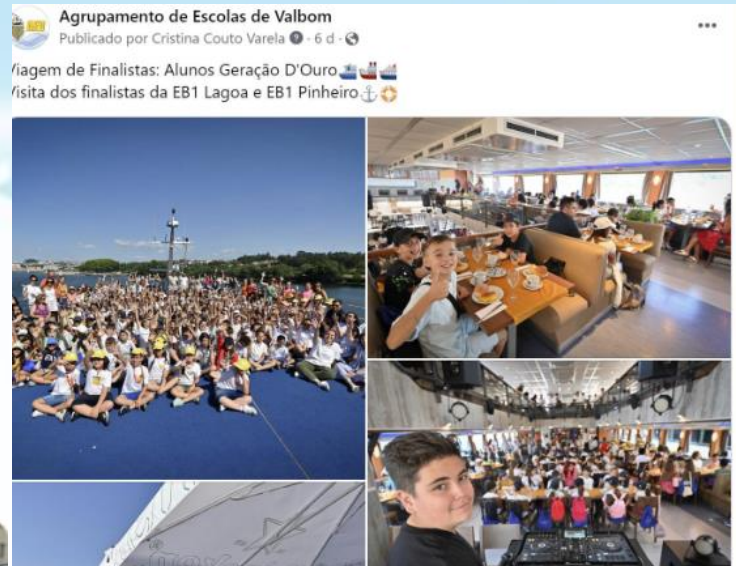 Agrupamento de Escolas de Valbom
Publicado por Cristina Couto Varela · 6 d ·
Viagem de Finalistas: Alunos Geração D'Ouro
Visita dos finalistas da EB1 Lagoa e EB1 Pinheiro